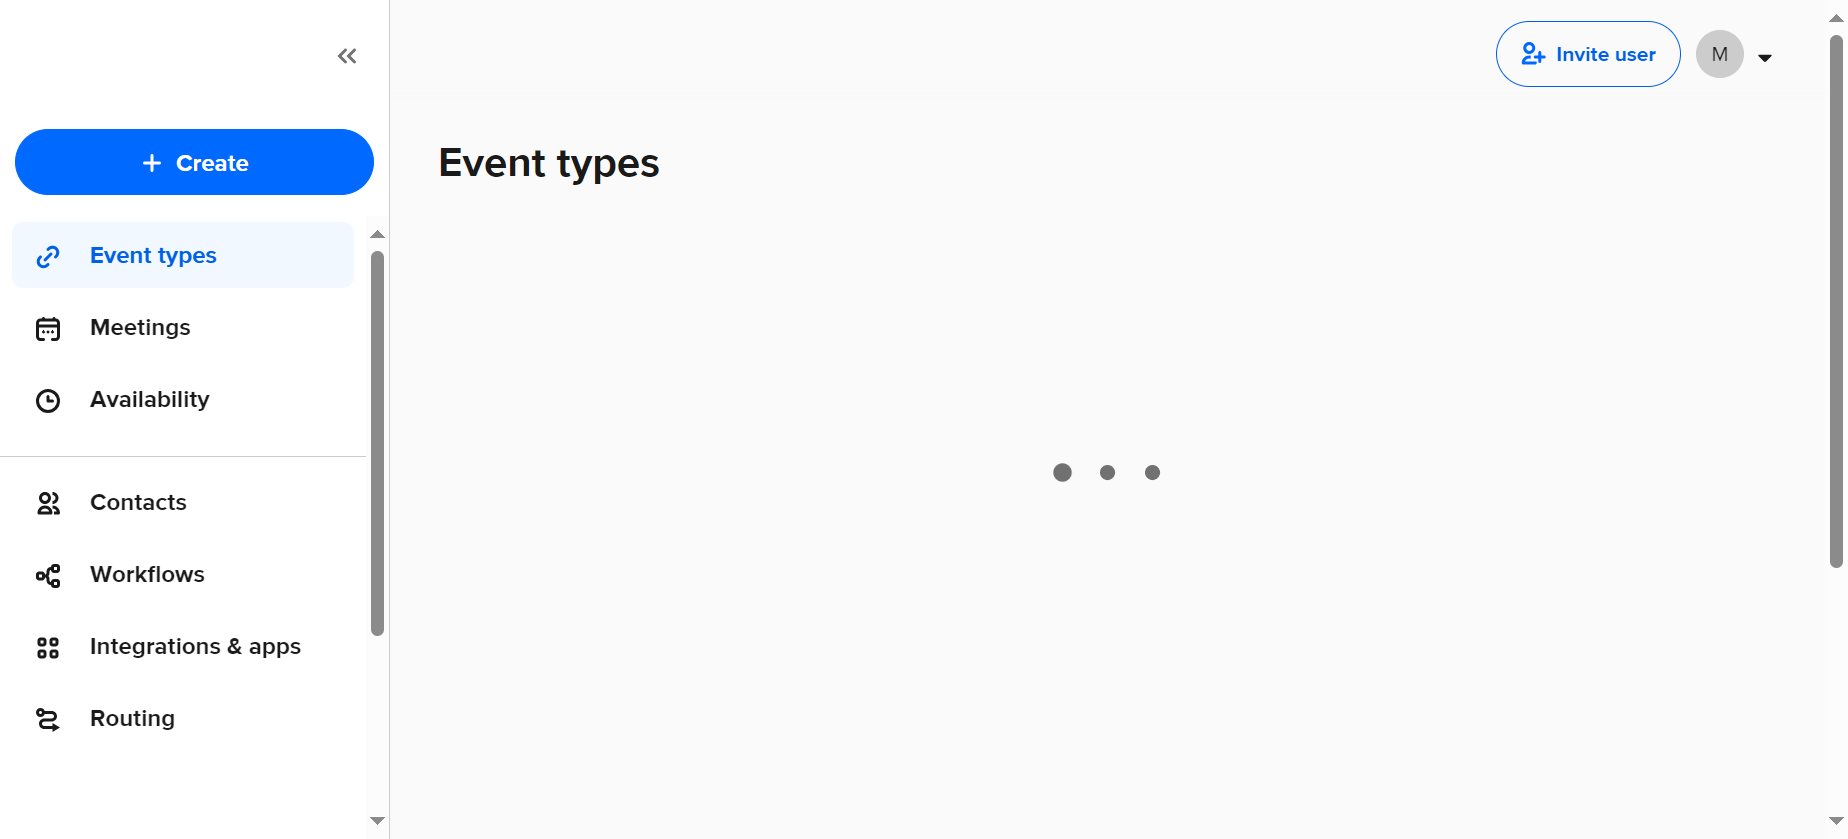 Invite user
M
Create
Event types
Event types
Meetings
Availability
Contacts
Workflows
Integrations & apps
Routing